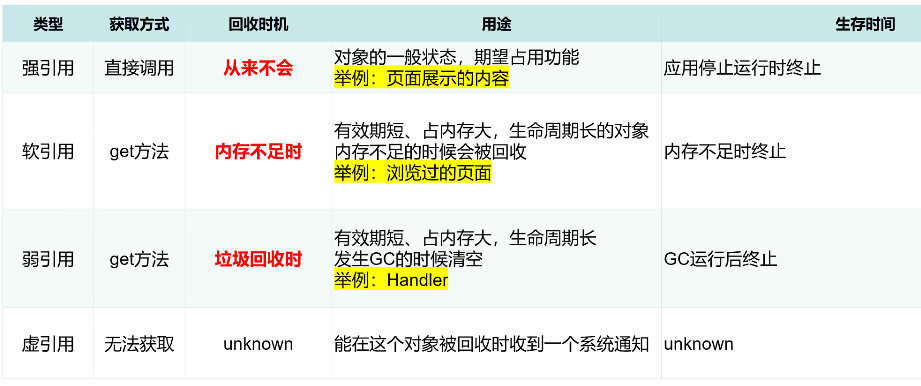 类型 获取方式 回收时机 用途 生存时间
强引用 直接调用 从来不会 对象的一般状态，期望占用功能
举例：页面展示的内容 应用停止运行时终止
软引用 get方法 内存不足时 有效期短、占内存大，生命周期长的对象
内存不足的时候会被回收
举例：浏览过的页面 内存不足时终止
弱引用 get方法 垃圾回收时 有效期短、占内存大，生命周期长
发生GC的时候清空
举例：Handler GC运行后终止
虚引用 无法获取 unknown 能在这个对象被回收时收到一个系统通知 unknown